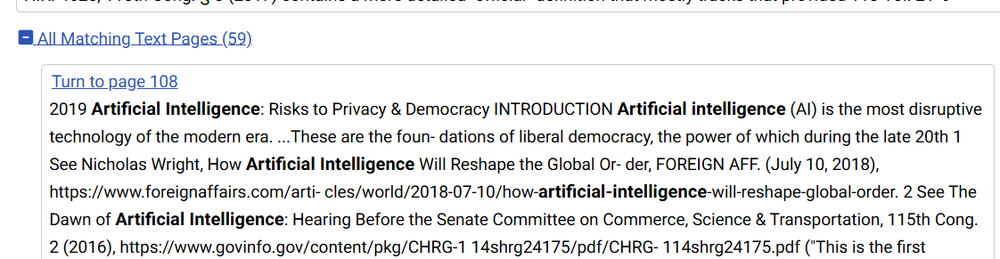 All Matching Text Pages (59)
Turn to page 108
2019 Artificial Intelligence: Risks to Privacy & Democracy INTRODUCTION Artificial intelligence (AI) is the most disruptive
technology of the modern era. ...These are the foun- dations of liberal democracy, the power of which during the late 20th 1
See Nicholas Wright, How Artificial Intelligence Will Reshape the Global Or- der, FOREIGN AFF. (July 10, 2018),
https://www.foreignaffairs.com/arti- cles/world/2018-07-10/how-artificial-intelligence-will-reshape-global-order. 2 See The
Dawn of Artificial Intelligence: Hearing Before the Senate Committee on Commerce, Science & Transportation, 115th Cong.
2 (2016), https://www.govinfo.gov/content/pkg/CHRG-1 14shrg24175/pdf/CHRG- 114shrg24175.pdf ("This is the first